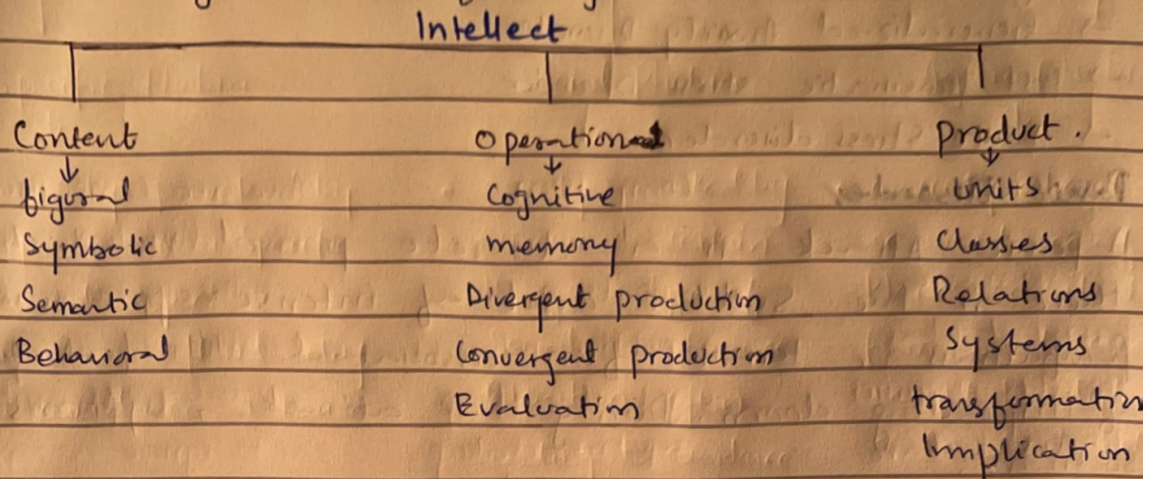 Intellect
Content Operation Product.
figural Cognitive Units
Symbolic memory Classes
Semantic Divergent production Relations
Behavioral Convergent production Systems
Evaluation transformation
Implication